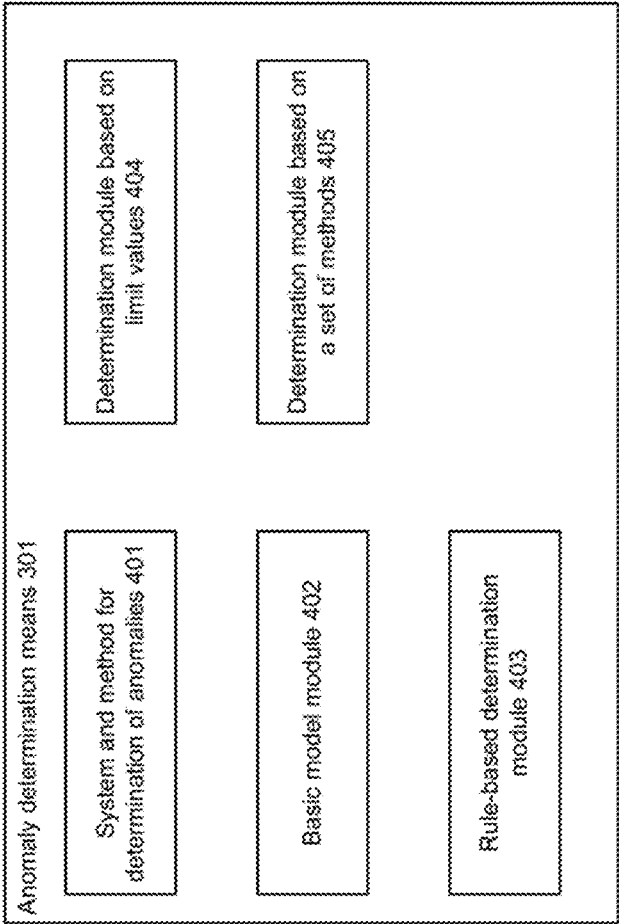 Anomaly determination means 301
System and method for
determination of anomalies 401
Basic model module 402
Rule-based determination
module 403
Determination module based on
limit values 404
Determination module based on
a set of methods 405